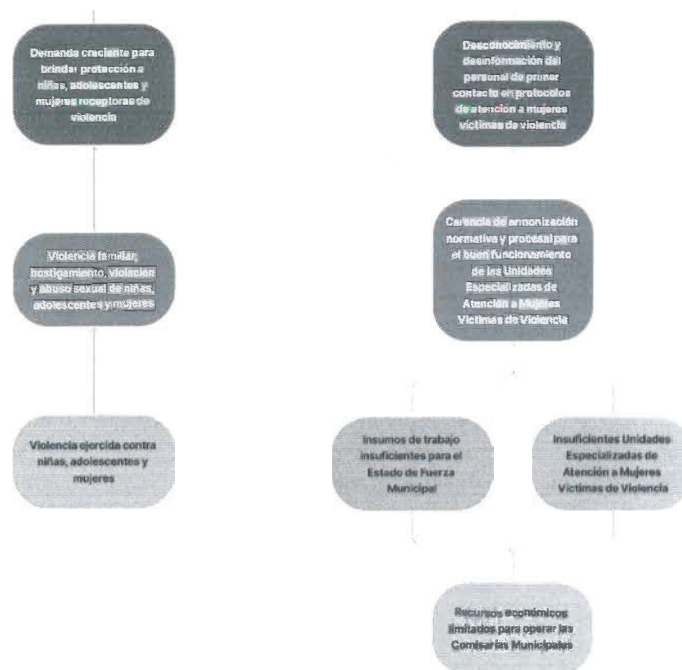 Demanda creciente para
brindar protección a
niñas, adolescentes y
mujeres receptoras de
violencia
Desconocimiento y
desinformación del
personal de primer
contacto en protocolos
de atención a mujeres
víctimas de violencia
Violencia familiar,
hostigamiento, violación
y abuso sexual de niñas,
adolescentes y mujeres
Carencia de armonización
normativa y procesal para
el buen funcionamiento
de las Unidades
Especializadas de
Atención a Mujeres
Víctimas de Violencia
Violencia ejercida contra
niñas, adolescentes y
mujeres
Insumos de trabajo
insuficientes para el
Estado de Fuerza
Municipal
Insuficientes Unidades
Especializadas de
Atención a Mujeres
Víctimas de Violencia
Recursos económicos
limitados para operar las
Comisarías Municipales